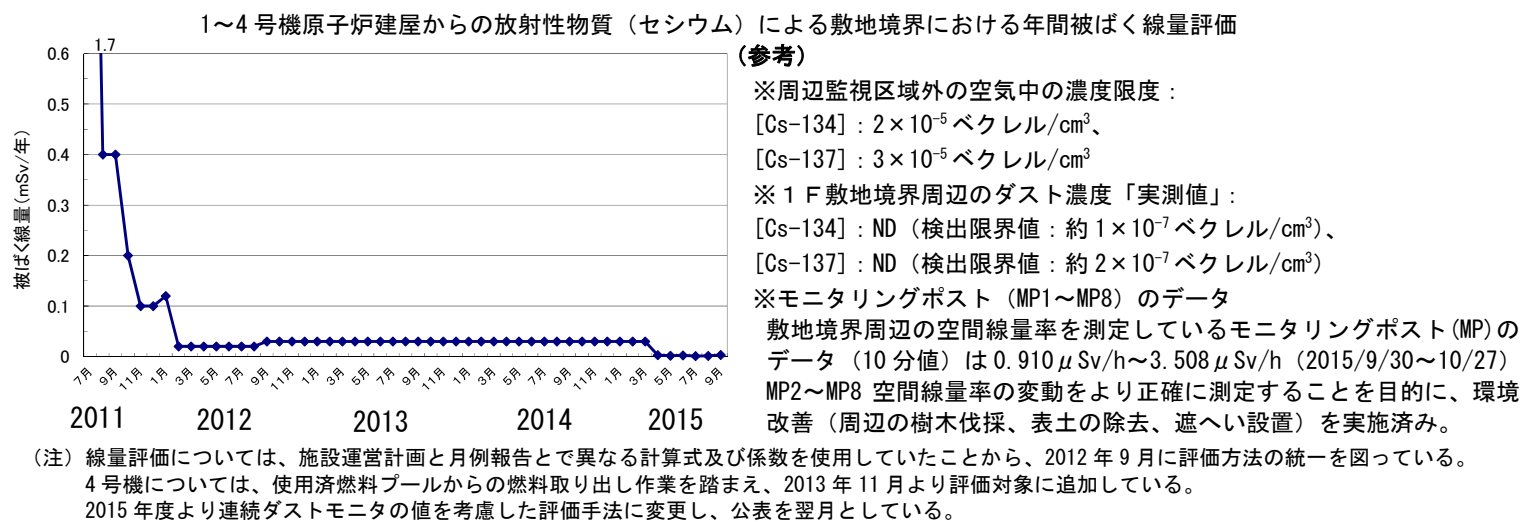 1～4 号機原子炉建屋からの放射性物質（セシウム）による敷地境界における年間被ばく線量評価
1.7
0.6
0.5
0.4
0.3
0.2
0.1
0
被ばく線量（mSv/年）
7月 9月 11月 1月 3月 5月 7月 9月 11月 1月 3月 5月 7月 9月 11月 1月 3月 5月 7月 9月 11月 1月 3月 5月 7月 9月
2011 2012 2013 2014 2015
（参考）
※周辺監視区域外の空気中の濃度限度：
[Cs-134]：2×10⁻⁵ベクレル/cm³、
[Cs-137]：3×10⁻⁵ベクレル/cm³
※１Ｆ敷地境界周辺のダスト濃度「実測値」：
[Cs-134]：ND（検出限界値：約 1×10⁻⁷ベクレル/cm³）、
[Cs-137]：ND（検出限界値：約 2×10⁻⁷ベクレル/cm³）
※モニタリングポスト（MP1～MP8）のデータ
敷地境界周辺の空間線量率を測定しているモニタリングポスト(MP)の
データ（10 分値）は 0.910μSv/h～3.508μSv/h（2015/9/30～10/27）
MP2～MP8 空間線量率の変動をより正確に測定することを目的に、環境
改善（周辺の樹木伐採、表土の除去、遮へい設置）を実施済み。
（注）線量評価については、施設運営計画と月例報告とで異なる計算式及び係数を使用していたことから、2012 年 9 月に評価方法の統一を図っている。
4 号機については、使用済燃料プールからの燃料取り出し作業を踏まえ、2013 年 11 月より評価対象に追加している。
2015 年度より連続ダストモニタの値を考慮した評価手法に変更し、公表を翌月としている。